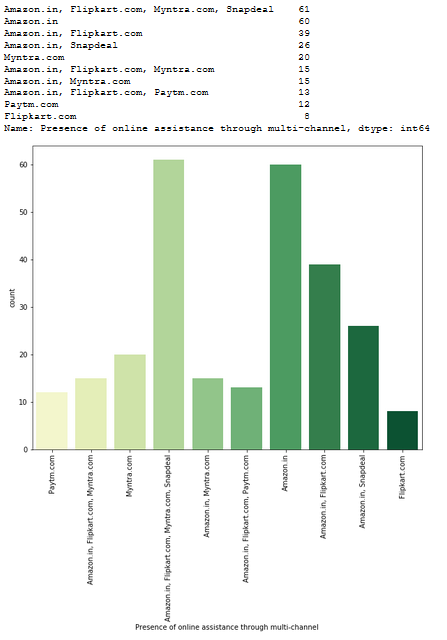 Amazon.in, Flipkart.com, Myntra.com, Snapdeal 61
Amazon.in 60
Amazon.in, Flipkart.com 39
Amazon.in, Snapdeal 26
Myntra.com 20
Amazon.in, Flipkart.com, Myntra.com 15
Amazon.in, Myntra.com 15
Amazon.in, Flipkart.com, Paytm.com 13
Paytm.com 12
Flipkart.com 8
Name: Presence of online assistance through multi-channel, dtype: int64
60
50
40
30
20
10
0
count
Paytm.com
Amazon.in, Flipkart.com, Myntra.com
Myntra.com
Amazon.in, Flipkart.com, Myntra.com, Snapdeal
Amazon.in, Myntra.com
Amazon.in, Flipkart.com, Paytm.com
Amazon.in
Amazon.in, Flipkart.com
Amazon.in, Snapdeal
Flipkart.com
Presence of online assistance through multi-channel